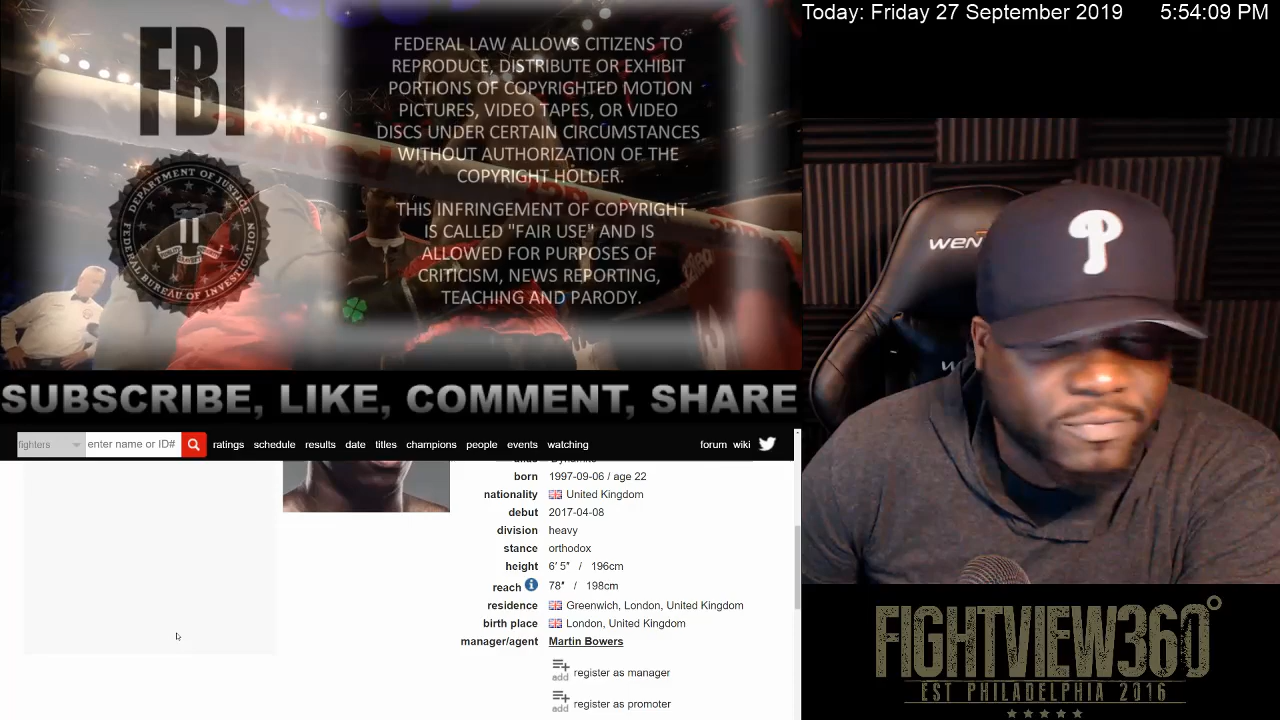 Today: Friday 27 September 2019 5:54:09 PM
FBI
FEDERAL LAW ALLOWS CITIZENS TO
REPRODUCE, DISTRIBUTE OR EXHIBIT
PORTIONS OF COPYRIGHTED MOTION
PICTURES, VIDEO TAPES, OR VIDEO
DISCS UNDER CERTAIN CIRCUMSTANCES
WITHOUT AUTHORIZATION OF THE
COPYRIGHT HOLDER.
THIS INFRINGEMENT OF COPYRIGHT
IS CALLED "FAIR USE" AND IS
ALLOWED FOR PURPOSES OF
CRITICISM, NEWS REPORTING,
TEACHING AND PARODY.
DEPARTMENT OF JUSTICE
FEDERAL BUREAU OF INVESTIGATION
SUBSCRIBE, LIKE, COMMENT, SHARE
fighters enter name or ID# ratings schedule results date titles champions people events watching forum wiki
born 1997-09-06 / age 22
nationality United Kingdom
debut 2017-04-08
division heavy
stance orthodox
height 6′ 5″ / 196cm
reach 78″ / 198cm
residence Greenwich, London, United Kingdom
birth place London, United Kingdom
manager/agent Martin Bowers
add register as manager
add register as promoter
P
FIGHTVIEW360°
EST PHILADELPHIA 2016